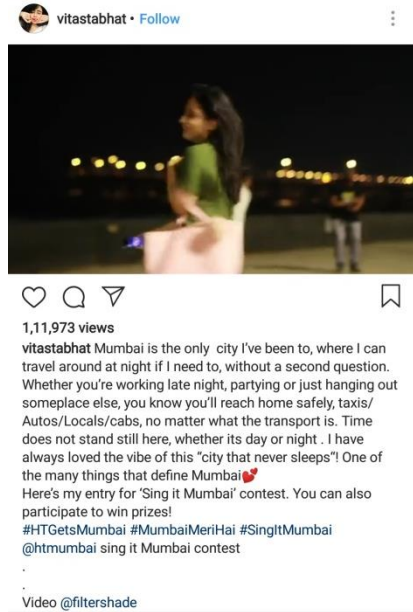 vitastabhat • Follow
1,11,973 views
vitastabhat Mumbai is the only  city I've been to, where I can
travel around at night if I need to, without a second question.
Whether you're working late night, partying or just hanging out
someplace else, you know you'll reach home safely, taxis/
Autos/Locals/cabs, no matter what the transport is. Time
does not stand still here, whether its day or night . I have
always loved the vibe of this "city that never sleeps"! One of
the many things that define Mumbai💕
Here's my entry for 'Sing it Mumbai' contest. You can also
participate to win prizes!
#HTGetsMumbai #MumbaiMeriHai #SingItMumbai
@htmumbai sing it Mumbai contest
.
.
Video @filtershade